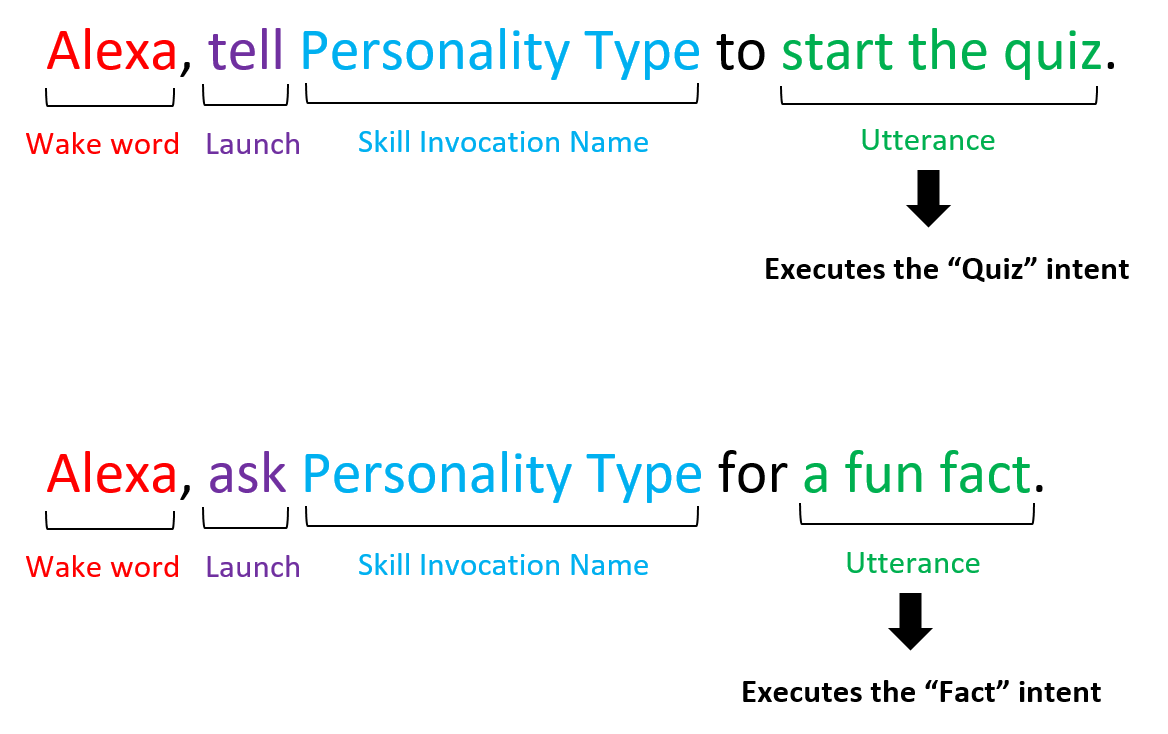 Alexa, tell Personality Type to start the quiz.
Wake word Launch Skill Invocation Name Utterance
Executes the “Quiz” intent
Alexa, ask Personality Type for a fun fact.
Wake word Launch Skill Invocation Name Utterance
Executes the “Fact” intent